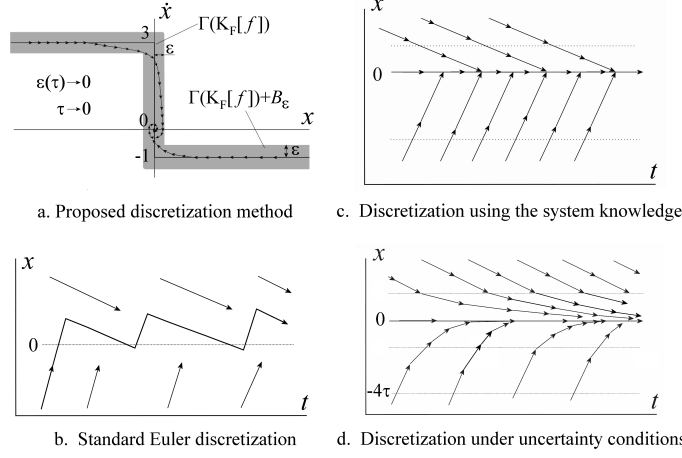 ẋ
3
Γ(K_F[f])
ε
ε(τ)→0
τ→0
Γ(K_F[f])+B_ε
x
0
-1
ε
a. Proposed discretization method
x
0
t
c. Discretization using the system knowledge
x
0
t
b. Standard Euler discretization
x
0
-4τ
t
d. Discretization under uncertainty conditions